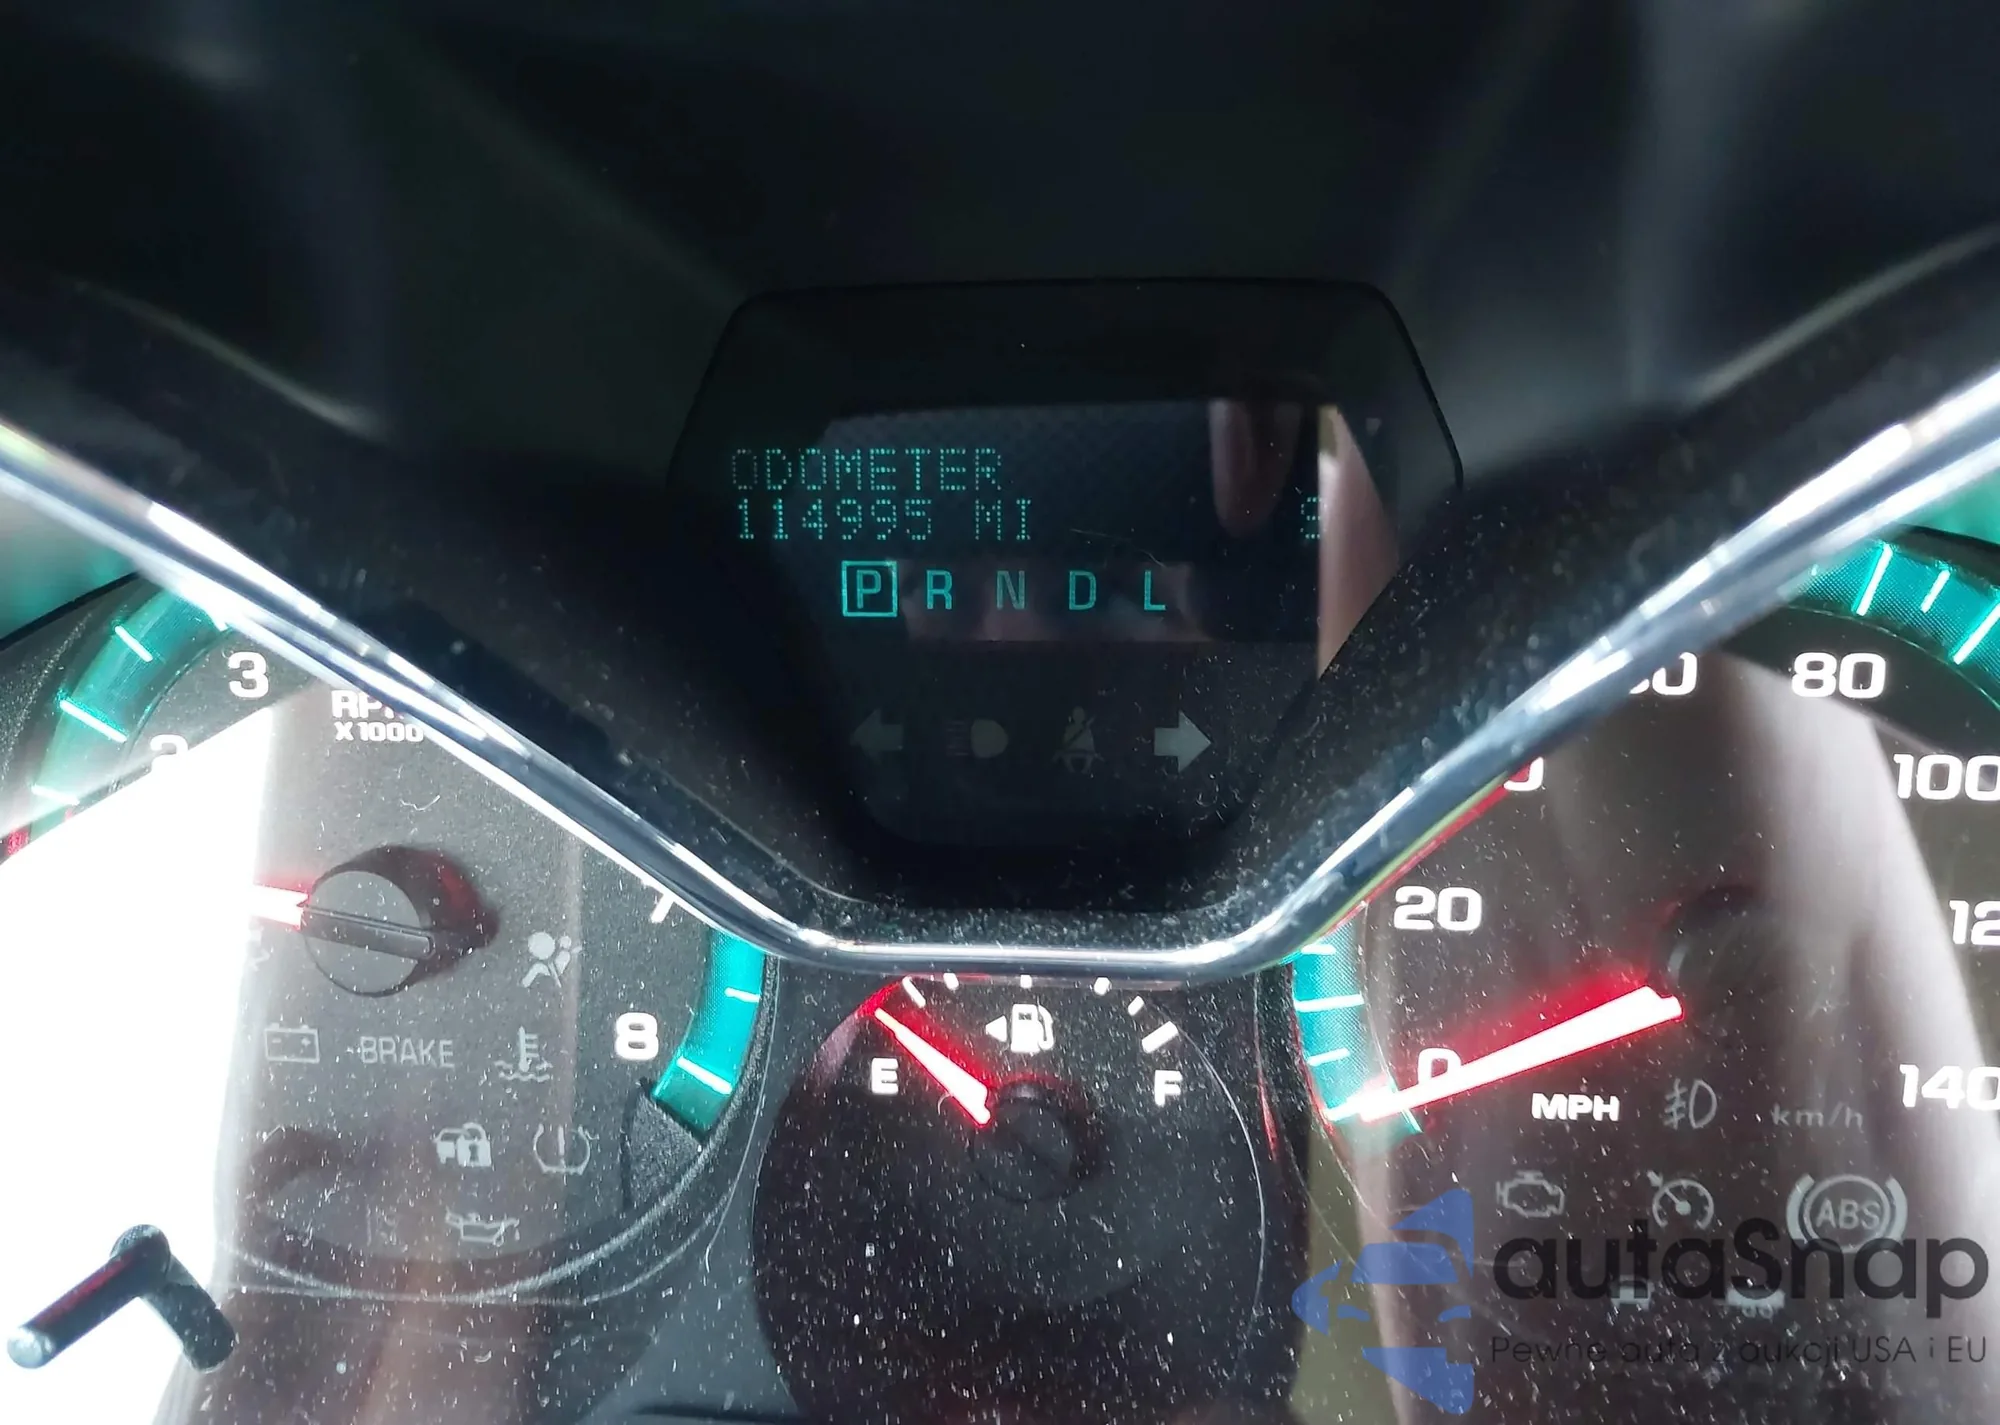 ODOMETER
114995 MI
P R N D L
3
RPM
X1000
80
100
20
7
8
BRAKE
E
F
0
MPH
km/h
140
ABS
autaSnap
Pewne auta z aukcji USA i EU